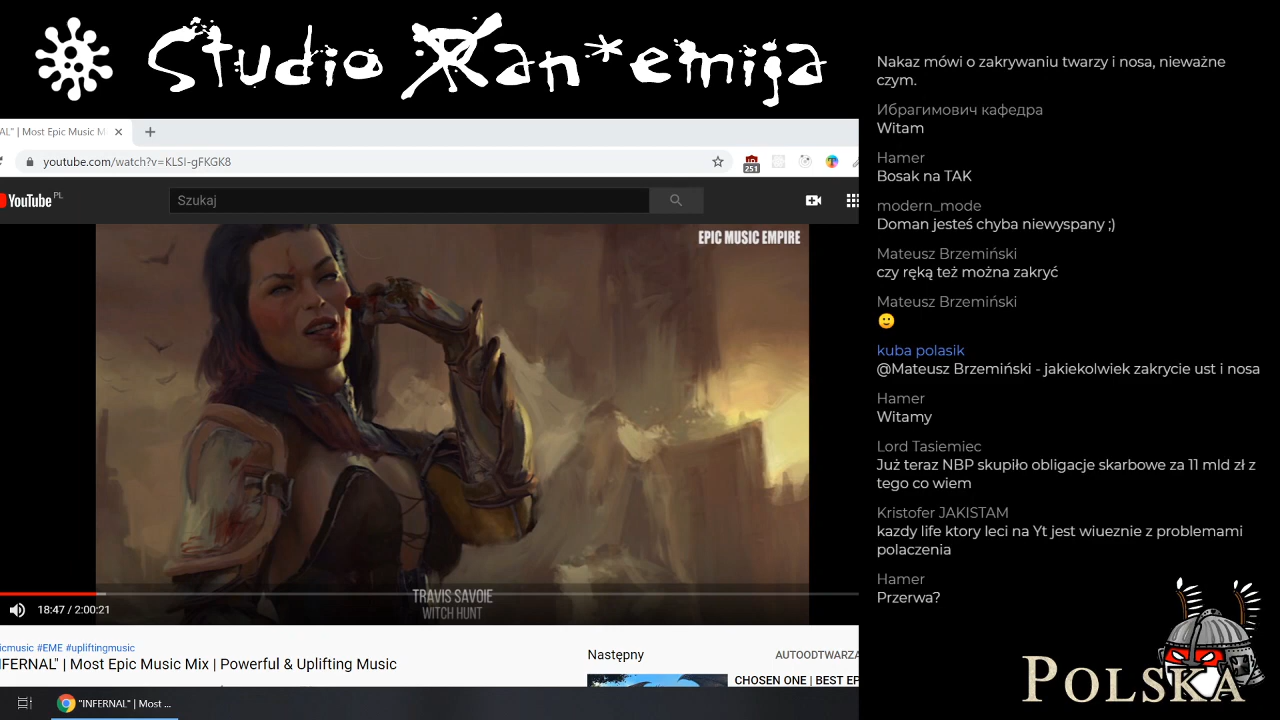 Studio Pan*emija
AL" | Most Epic Music M
youtube.com/watch?v=KLSI-gFKGK8
251
YouTube PL
Szukaj
EPIC MUSIC EMPIRE
TRAVIS SAVOIE
WITCH HUNT
18:47 / 2:00:21
icmusic #EME #upliftingmusic
NFERNAL" | Most Epic Music Mix | Powerful & Uplifting Music
Następny
AUTOODTWARZA
CHOSEN ONE | BEST EP
"INFERNAL" | Most ...
Nakaz mówi o zakrywaniu twarzy i nosa, nieważne
czym.
Ибрагимович кафедра
Witam
Hamer
Bosak na TAK
modern_mode
Doman jesteś chyba niewyspany ;)
Mateusz Brzemiński
czy ręką też można zakryć
Mateusz Brzemiński
🙂
kuba polasik
@Mateusz Brzemiński - jakiekolwiek zakrycie ust i nosa
Hamer
Witamy
Lord Tasiemiec
Już teraz NBP skupiło obligacje skarbowe za 11 mld zł z
tego co wiem
Kristofer JAKISTAM
kazdy life ktory leci na Yt jest wiueznie z problemami
polaczenia
Hamer
Przerwa?
POLSKA